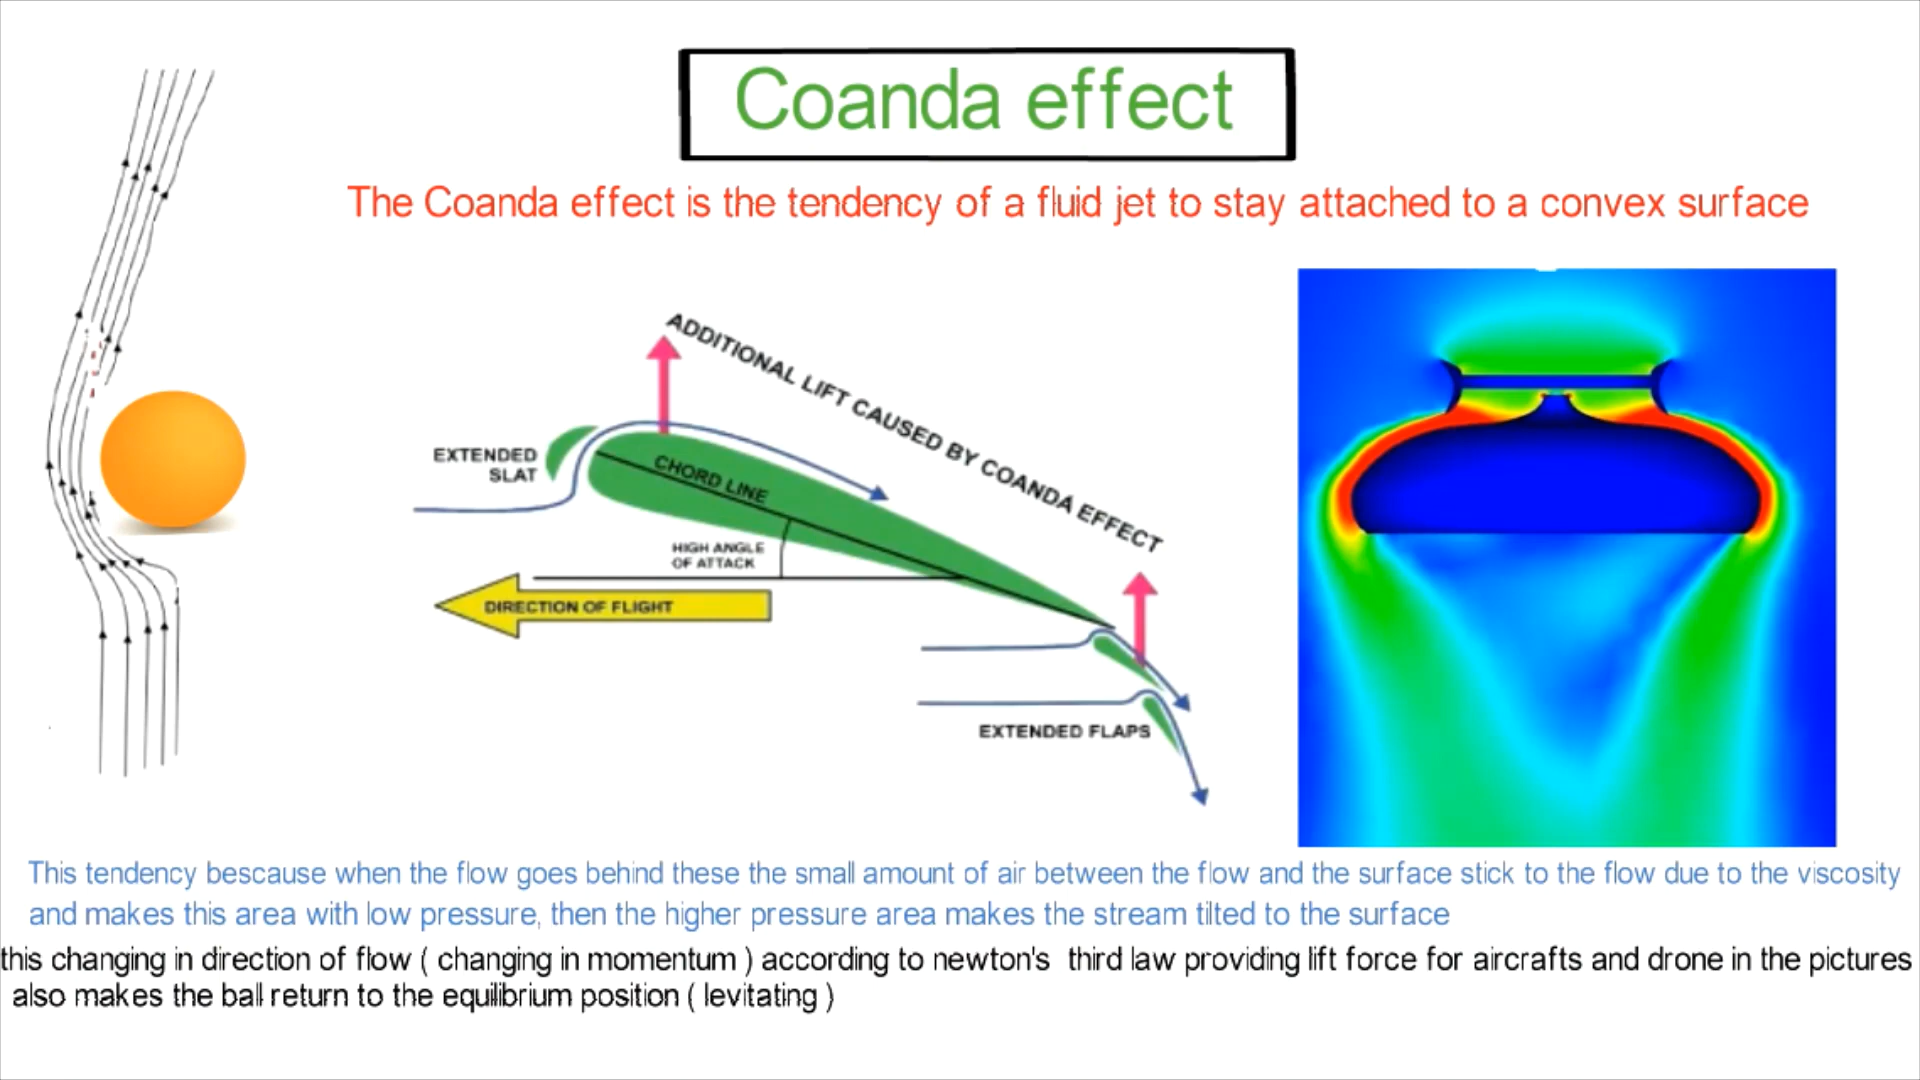 Coanda effect
The Coanda effect is the tendency of a fluid jet to stay attached to a convex surface
ADDITIONAL LIFT CAUSED BY COANDA EFFECT
EXTENDED
SLAT
CHORD LINE
HIGH ANGLE
OF ATTACK
DIRECTION OF FLIGHT
EXTENDED FLAPS
This tendency bescause when the flow goes behind these the small amount of air between the flow and the surface stick to the flow due to the viscosity
and makes this area with low pressure, then the higher pressure area makes the stream tilted to the surface
this changing in direction of flow ( changing in momentum ) according to newton's third law providing lift force for aircrafts and drone in the pictures
also makes the ball return to the equilibrium position ( levitating )